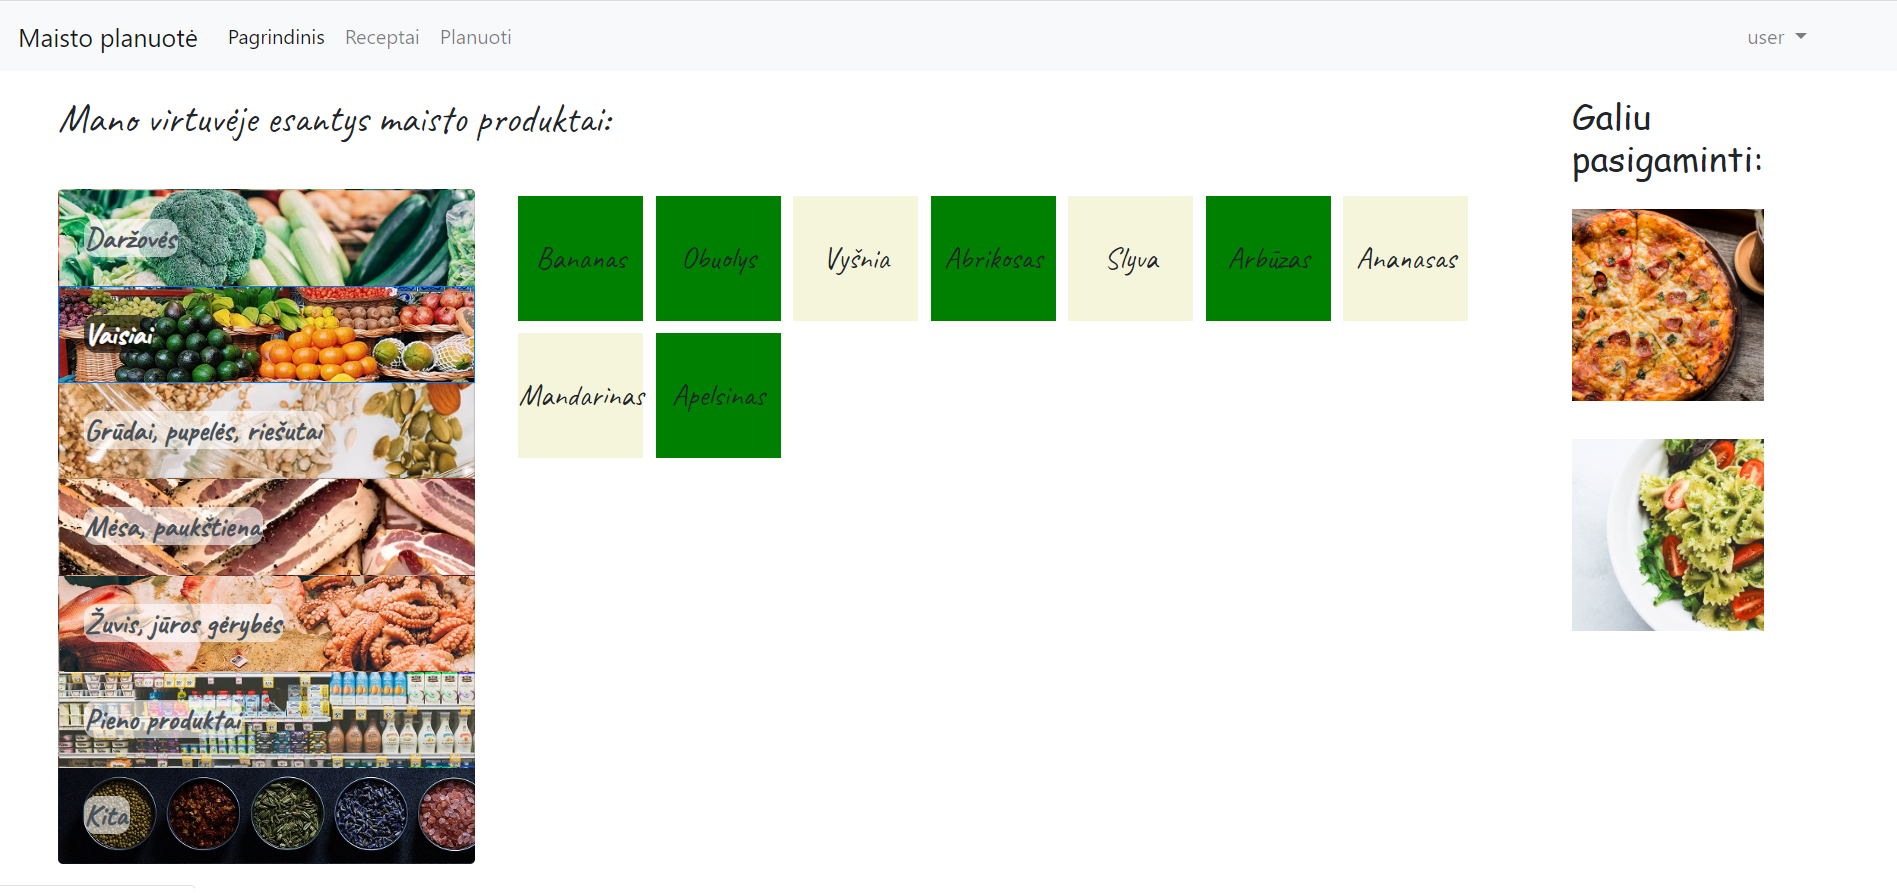 Maisto planuotė Pagrindinis Receptai Planuoti user
Mano virtuvėje esantys maisto produktai:
Daržovės
Vaisiai
Grūdai, pupelės, riešutai
Mėsa, paukštiena
Žuvis, jūros gėrybės
Pieno produktai
Kita
Bananas Obuolys Vyšnia Abrikosas Slyva Arbūzas Ananasas
Mandarinas Apelsinas
Galiu
pasigaminti: